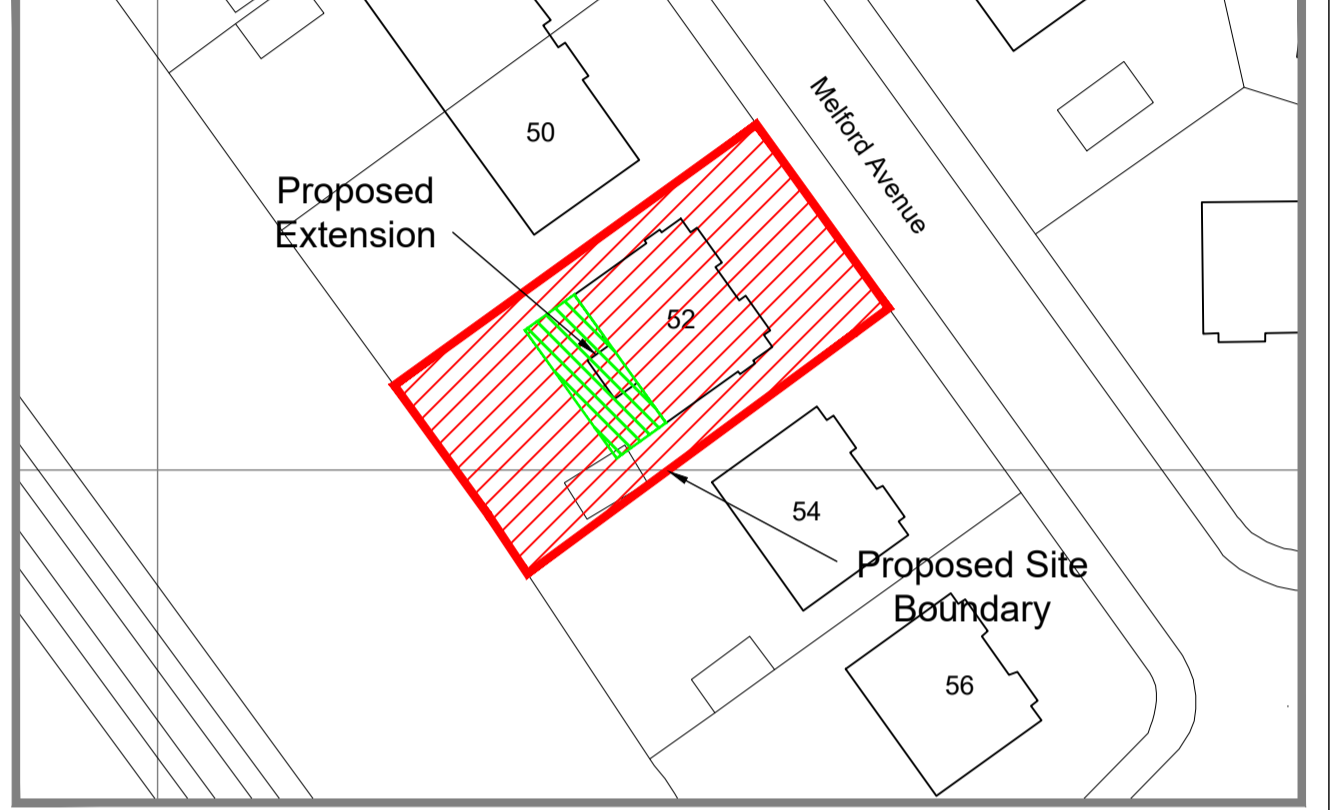 50
Melford Avenue
Proposed
Extension
52
54
Proposed Site
Boundary
56